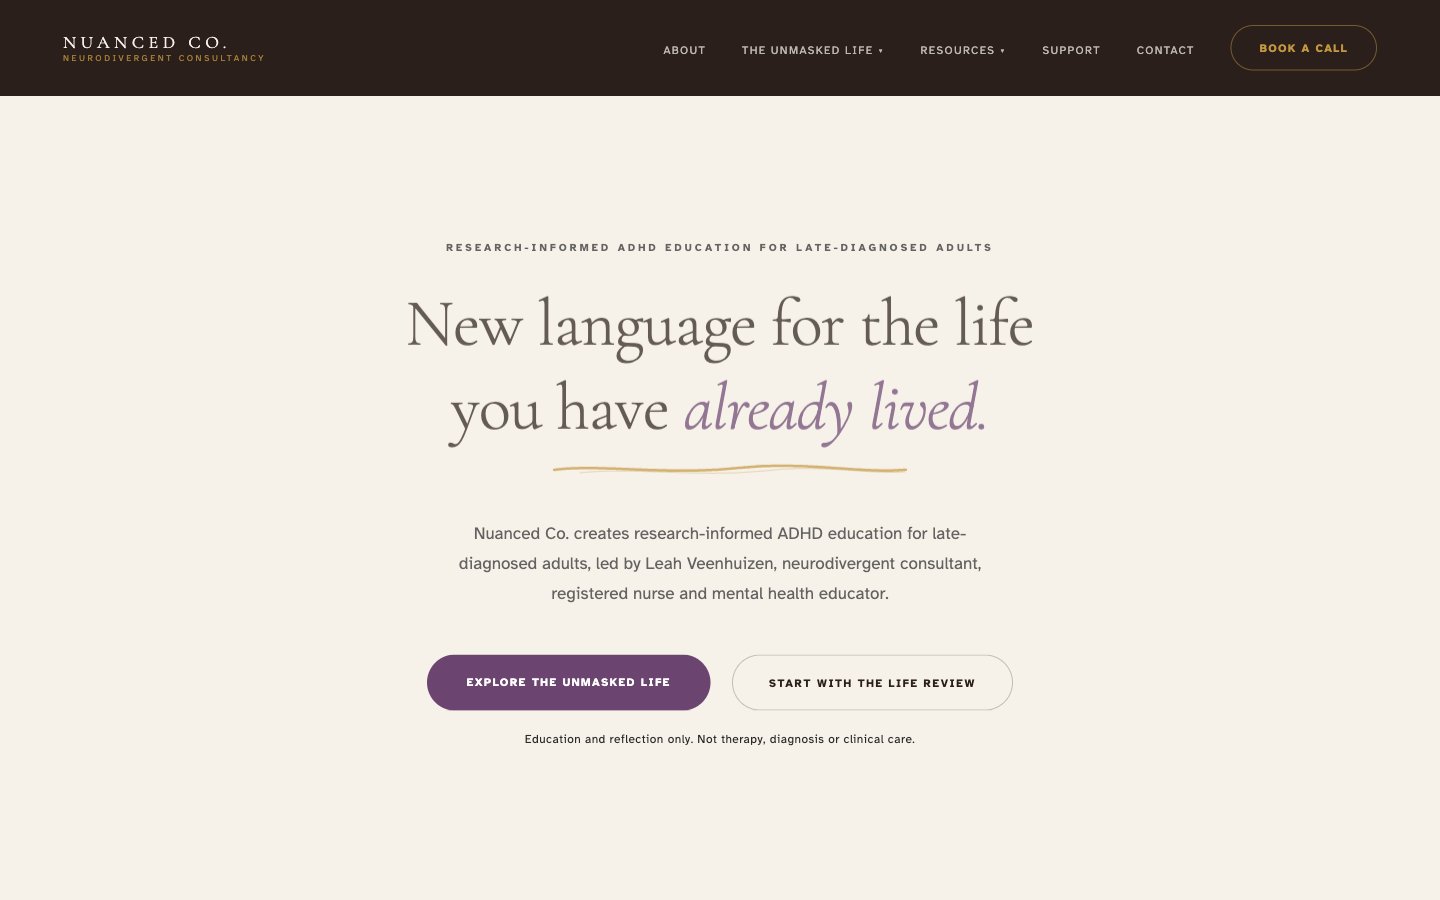 NUANCED CO.
NEURODIVERGENT CONSULTANCY
ABOUT
THE UNMASKED LIFE ▾
RESOURCES ▾
SUPPORT
CONTACT
BOOK A CALL
RESEARCH-INFORMED ADHD EDUCATION FOR LATE-DIAGNOSED ADULTS
New language for the life
you have already lived.
Nuanced Co. creates research-informed ADHD education for late-
diagnosed adults, led by Leah Veenhuizen, neurodivergent consultant,
registered nurse and mental health educator.
EXPLORE THE UNMASKED LIFE
START WITH THE LIFE REVIEW
Education and reflection only. Not therapy, diagnosis or clinical care.